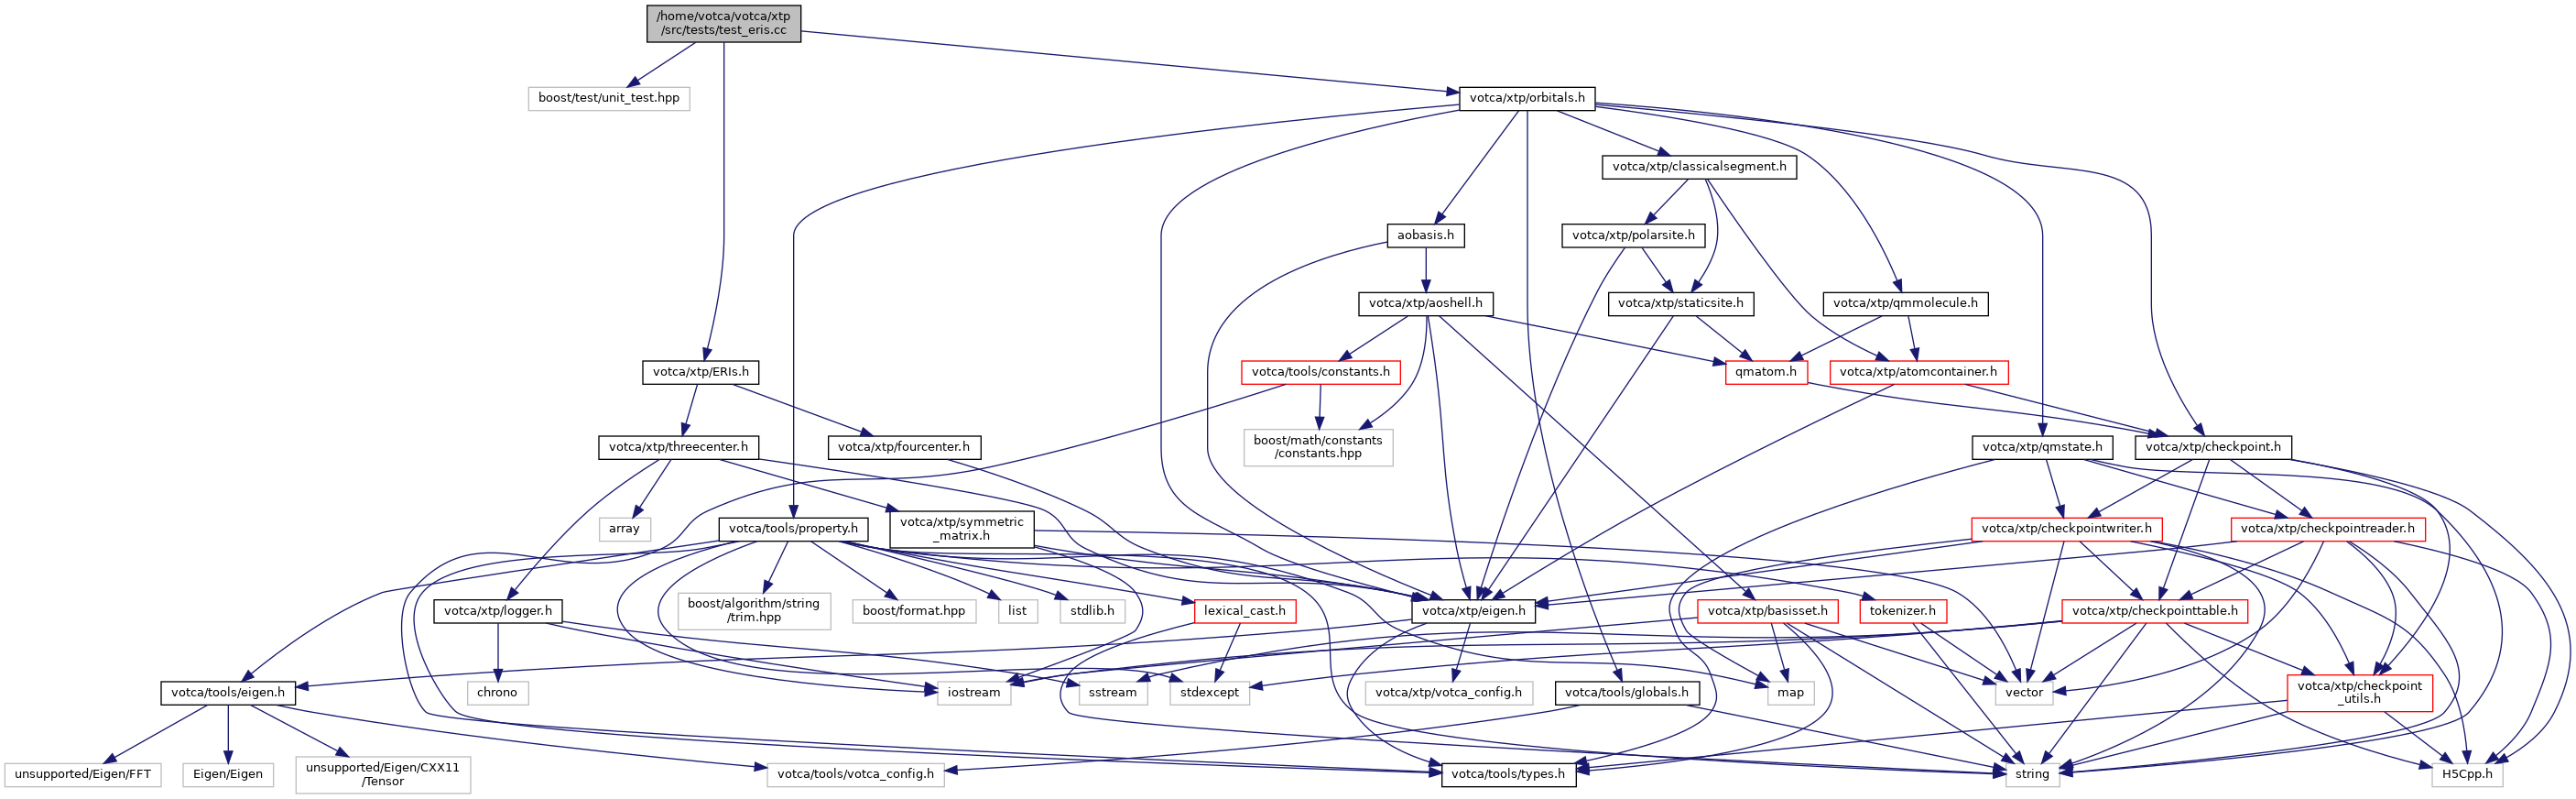 /home/votca/votca/xtp
/src/tests/test_eris.cc
boost/test/unit_test.hpp
votca/xtp/orbitals.h
votca/xtp/classicalsegment.h
aobasis.h
votca/xtp/polarsite.h
votca/xtp/aoshell.h
votca/xtp/staticsite.h
votca/xtp/qmmolecule.h
votca/xtp/ERIs.h
votca/tools/constants.h
qmatom.h
votca/xtp/atomcontainer.h
votca/xtp/threecenter.h
votca/xtp/fourcenter.h
boost/math/constants
/constants.hpp
votca/xtp/qmstate.h
votca/xtp/checkpoint.h
array
votca/tools/property.h
votca/xtp/symmetric
_matrix.h
votca/xtp/checkpointwriter.h
votca/xtp/checkpointreader.h
votca/xtp/logger.h
boost/algorithm/string
/trim.hpp
boost/format.hpp
list
stdlib.h
lexical_cast.h
votca/xtp/eigen.h
votca/xtp/basisset.h
tokenizer.h
votca/xtp/checkpointtable.h
votca/tools/eigen.h
chrono
iostream
sstream
stdexcept
votca/xtp/votca_config.h
votca/tools/globals.h
map
vector
votca/xtp/checkpoint
_utils.h
unsupported/Eigen/FFT
Eigen/Eigen
unsupported/Eigen/CXX11
/Tensor
votca/tools/votca_config.h
votca/tools/types.h
string
H5Cpp.h